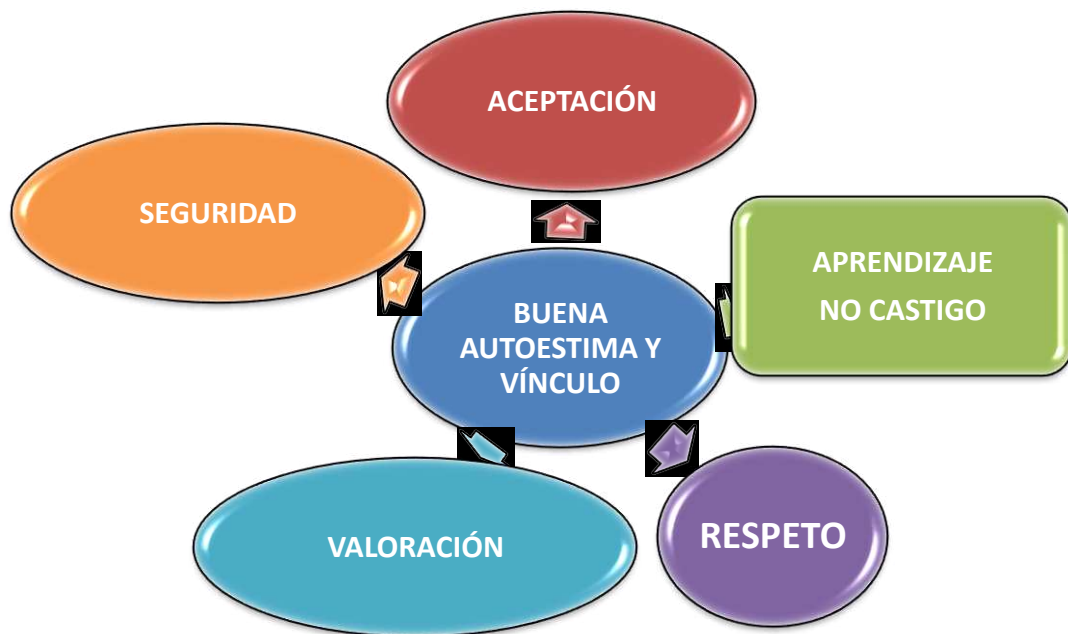 ACEPTACIÓN
SEGURIDAD
APRENDIZAJE
NO CASTIGO
BUENA
AUTOESTIMA Y
VÍNCULO
VALORACIÓN
RESPETO